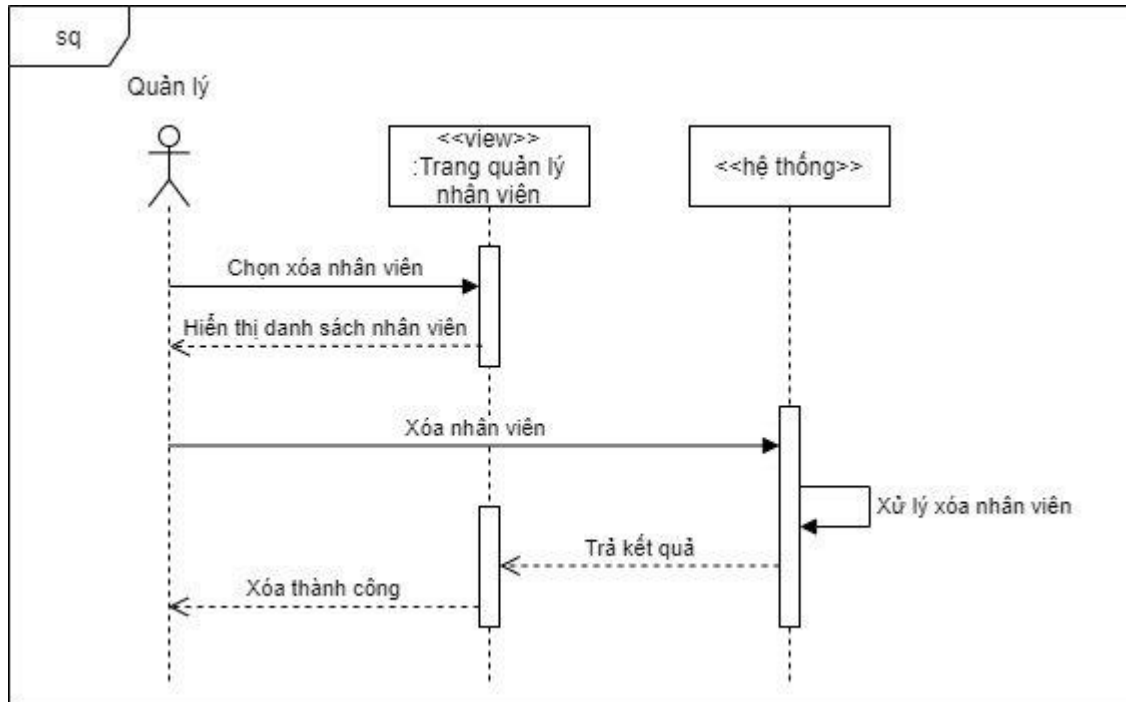 sq
Quản lý
<<view>>
:Trang quản lý
nhân viên
<<hệ thống>>
Chọn xóa nhân viên
Hiển thị danh sách nhân viên
Xóa nhân viên
Xử lý xóa nhân viên
Trả kết quả
Xóa thành công